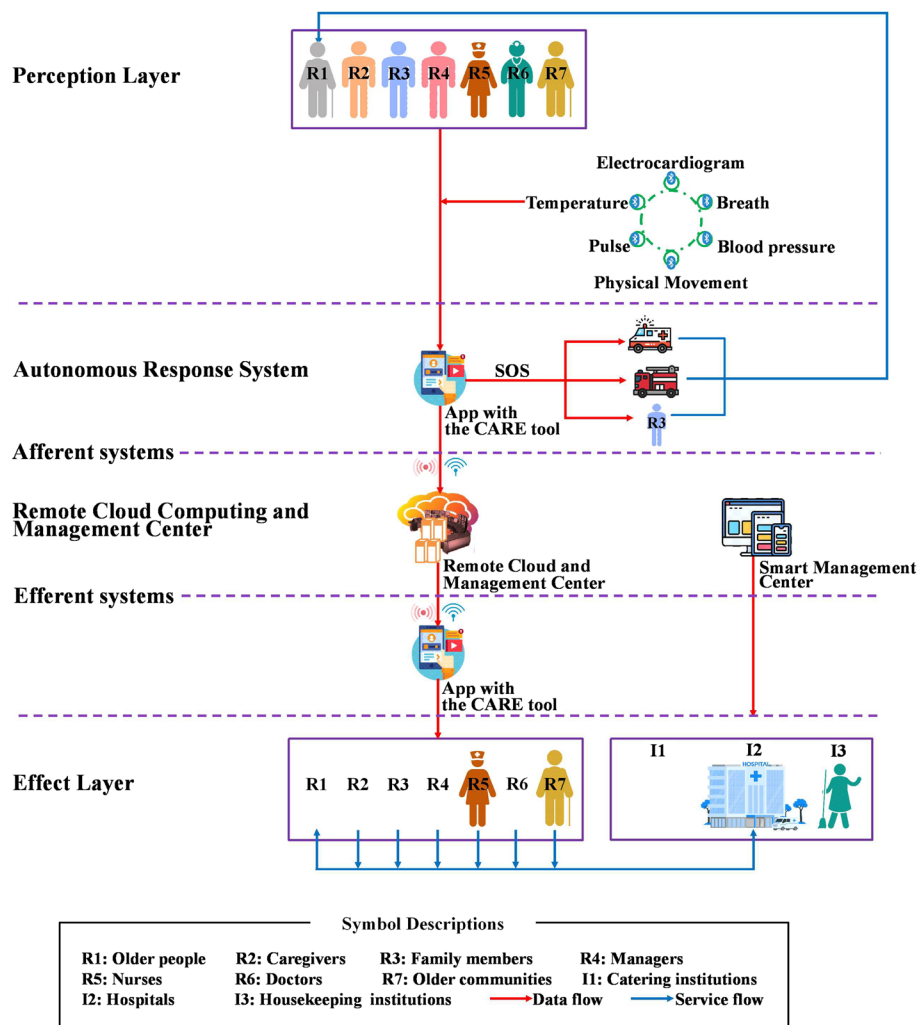 Perception Layer
R1 R2 R3 R4 R5 R6 R7
Electrocardiogram
Temperature
Breath
Pulse
Blood pressure
Physical Movement
Autonomous Response System
SOS
App with
the CARE tool
R3
Afferent systems
Remote Cloud Computing and
Management Center
Remote Cloud and
Management Center
Smart Management
Center
Efferent systems
App with
the CARE tool
Effect Layer
R1 R2 R3 R4 R5 R6 R7
I1 I2 I3
HOSPITAL
Symbol Descriptions
R1: Older people R2: Caregivers R3: Family members R4: Managers
R5: Nurses R6: Doctors R7: Older communities I1: Catering institutions
I2: Hospitals I3: Housekeeping institutions Data flow Service flow